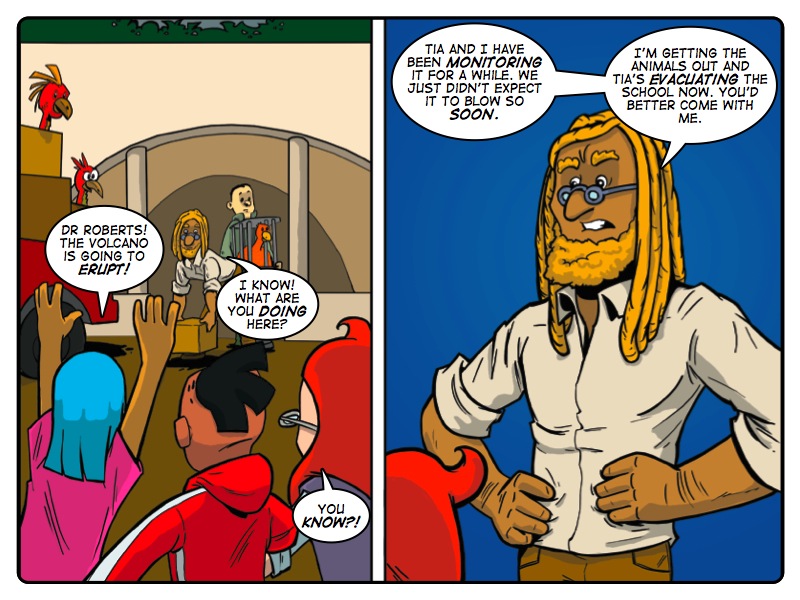 DR ROBERTS!
THE VOLCANO
IS GOING TO
ERUPT!
I KNOW!
WHAT ARE
YOU DOING
HERE?
YOU
KNOW?!
TIA AND I HAVE
BEEN MONITORING
IT FOR A WHILE. WE
JUST DIDN'T EXPECT
IT TO BLOW SO
SOON.
I'M GETTING THE
ANIMALS OUT AND
TIA'S EVACUATING THE
SCHOOL NOW. YOU'D
BETTER COME WITH
ME.